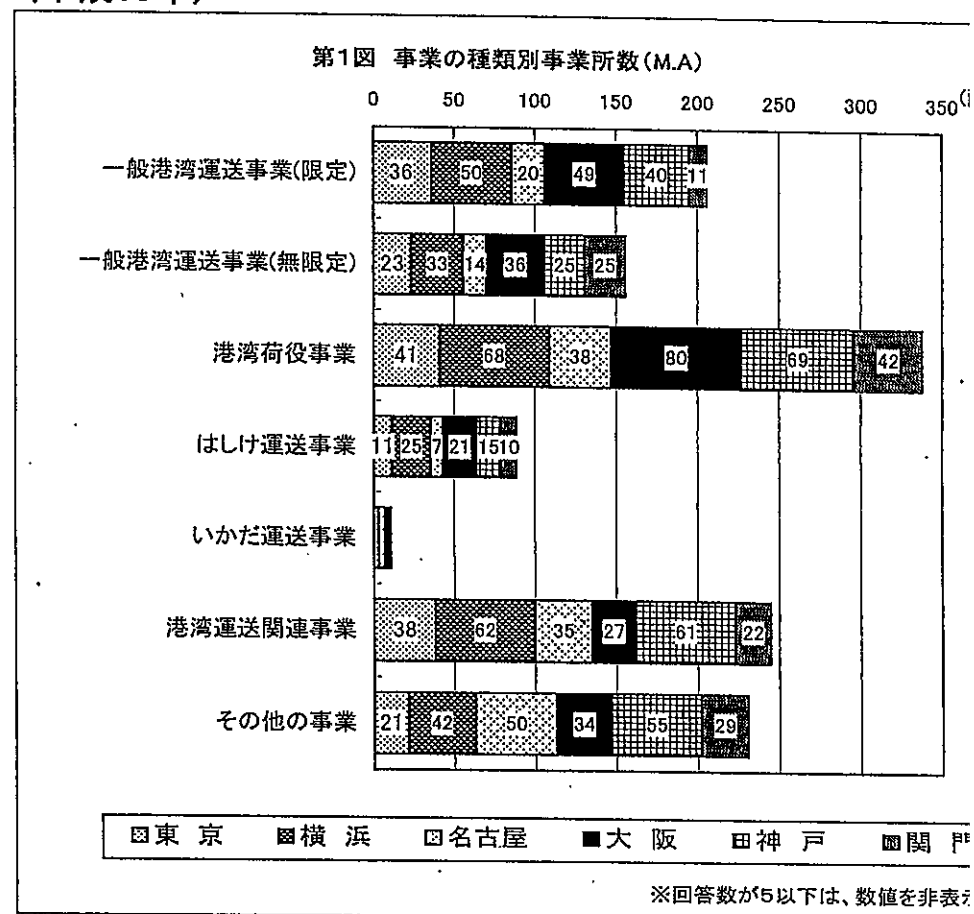 第1図 事業の種類別事業所数(M.A)
0 50 100 150 200 250 300 350
一般港湾運送事業(限定) 36 50 20 49 40 11
一般港湾運送事業(無限定) 23 33 14 36 25 25
港湾荷役事業 41 68 38 80 69 42
はしけ運送事業 11 25 7 21 15 10
いかだ運送事業
港湾運送関連事業 38 62 35 27 61 22
その他の事業 21 42 50 34 55 29
東 京 横 浜 名古屋 大 阪 神 戸 関 門
※回答数が5以下は、数値を非表示